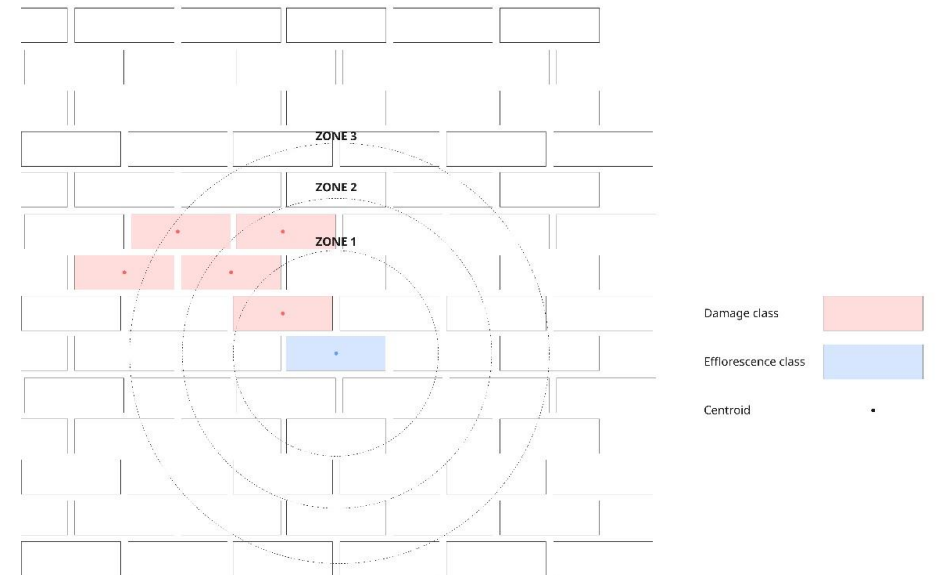 ZONE 3
ZONE 2
ZONE 1
Damage class
Efflorescence class
Centroid